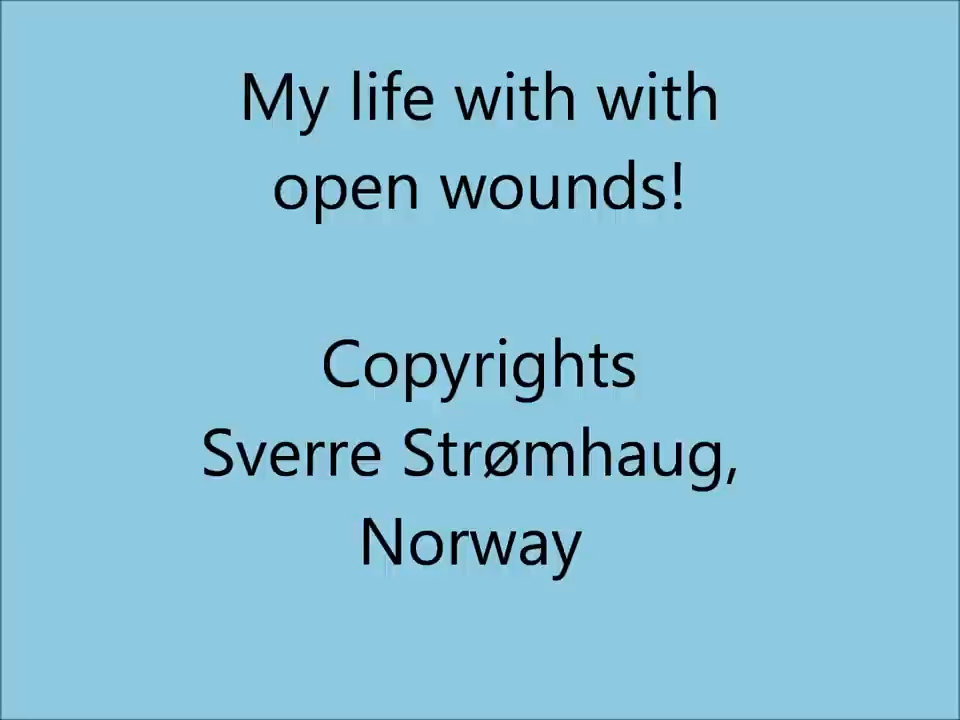 My life with with
open wounds!
Copyrights
Sverre Strømhaug,
Norway